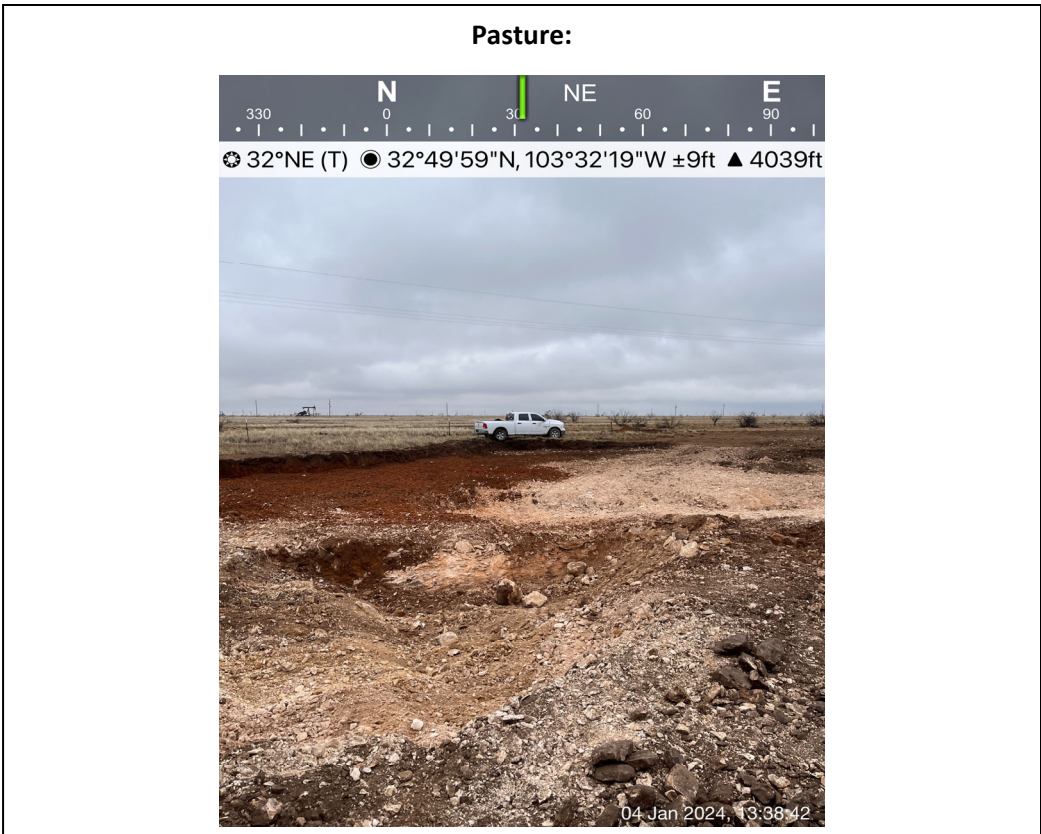 Pasture:
N NE E
330 0 30 60 90
32°NE (T) 32°49'59"N, 103°32'19"W ±9ft ▲ 4039ft
04 Jan 2024, 13:38:42